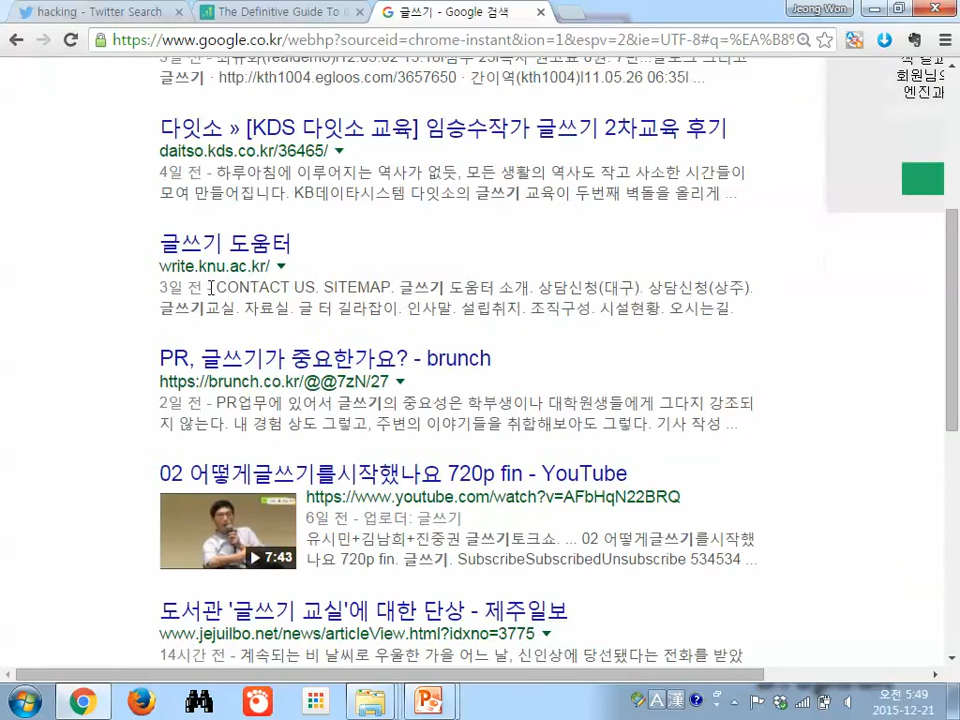 hacking - Twitter Search
The Definitive Guide To
글쓰기 - Google 검색
Jeong Won
https://www.google.co.kr/webhp?sourceid=chrome-instant&ion=1&espv=2&ie=UTF-8#q=%EA%B8%
글쓰기 · http://kth1004.egloos.com/3657650 · 간이역(kth1004)l11.05.26 06:35l ...
회원님의
엔진과
다잇소 » [KDS 다잇소 교육] 임승수작가 글쓰기 2차교육 후기
daitso.kds.co.kr/36465/
4일 전 - 하루아침에 이루어지는 역사가 없듯, 모든 생활의 역사도 작고 사소한 시간들이
모여 만들어집니다. KB데이타시스템 다잇소의 글쓰기 교육이 두번째 벽돌을 올리게 ...
글쓰기 도움터
write.knu.ac.kr/
3일 전 - CONTACT US. SITEMAP. 글쓰기 도움터 소개. 상담신청(대구). 상담신청(상주).
글쓰기교실. 자료실. 글 터 길라잡이. 인사말. 설립취지. 조직구성. 시설현황. 오시는길.
PR, 글쓰기가 중요한가요? - brunch
https://brunch.co.kr/@@7zN/27
2일 전 - PR업무에 있어서 글쓰기의 중요성은 학부생이나 대학원생들에게 그다지 강조되
지 않는다. 내 경험 상도 그렇고, 주변의 이야기들을 취합해보아도 그렇다. 기사 작성 ...
02 어떻게글쓰기를시작했나요 720p fin - YouTube
https://www.youtube.com/watch?v=AFbHqN22BRQ
6일 전 - 업로더: 글쓰기
유시민+김남희+진중권 글쓰기토크쇼. ... 02 어떻게글쓰기를시작했
나요 720p fin. 글쓰기. SubscribeSubscribedUnsubscribe 534534 ...
7:43
도서관 '글쓰기 교실'에 대한 단상 - 제주일보
www.jejuilbo.net/news/articleView.html?idxno=3775
14시간 전 - 계속되는 비 날씨로 우울한 가을 어느 날, 신인상에 당선됐다는 전화를 받았
A 漢
오전 5:49
2015-12-21